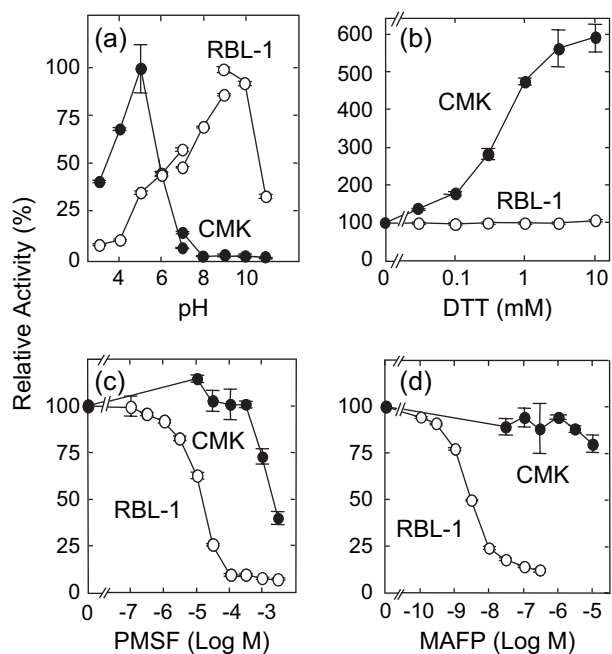 Relative Activity (%)
(a)
RBL-1
100
75
50
25
0
CMK
4 6 8 10
pH
(b)
600
500
400
300
200
100
0
CMK
RBL-1
0 0.1 1 10
DTT (mM)
(c)
100
75
50
25
0
CMK
RBL-1
0 -7 -6 -5 -4 -3
PMSF (Log M)
(d)
100
75
50
25
0
CMK
RBL-1
0 -10 -9 -8 -7 -6 -5
MAFP (Log M)